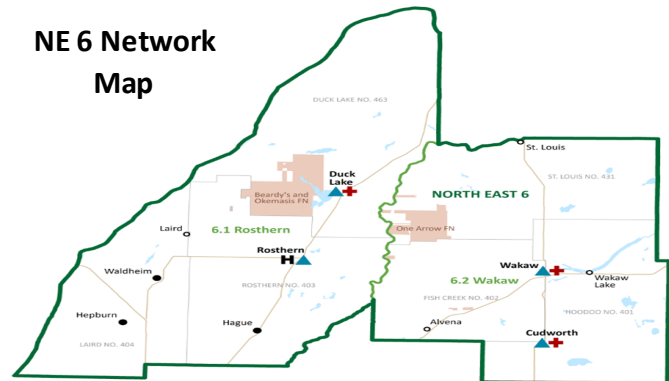 NE 6 Network
Map
DUCK LAKE NO. 463
St. Louis
ST. LOUIS NO. 431
Duck
Lake
Beardy's and
Okemasis FN
NORTH EAST 6
6.1 Rosthern
One Arrow FN
Laird
Rosthern
H
Wakaw
Waldheim
Wakaw
Lake
6.2 Wakaw
ROSTHERN NO. 403
FISH CREEK NO. 402
HOODOO NO. 401
Hepburn
Hague
Alvena
Cudworth
LAIRD NO. 404